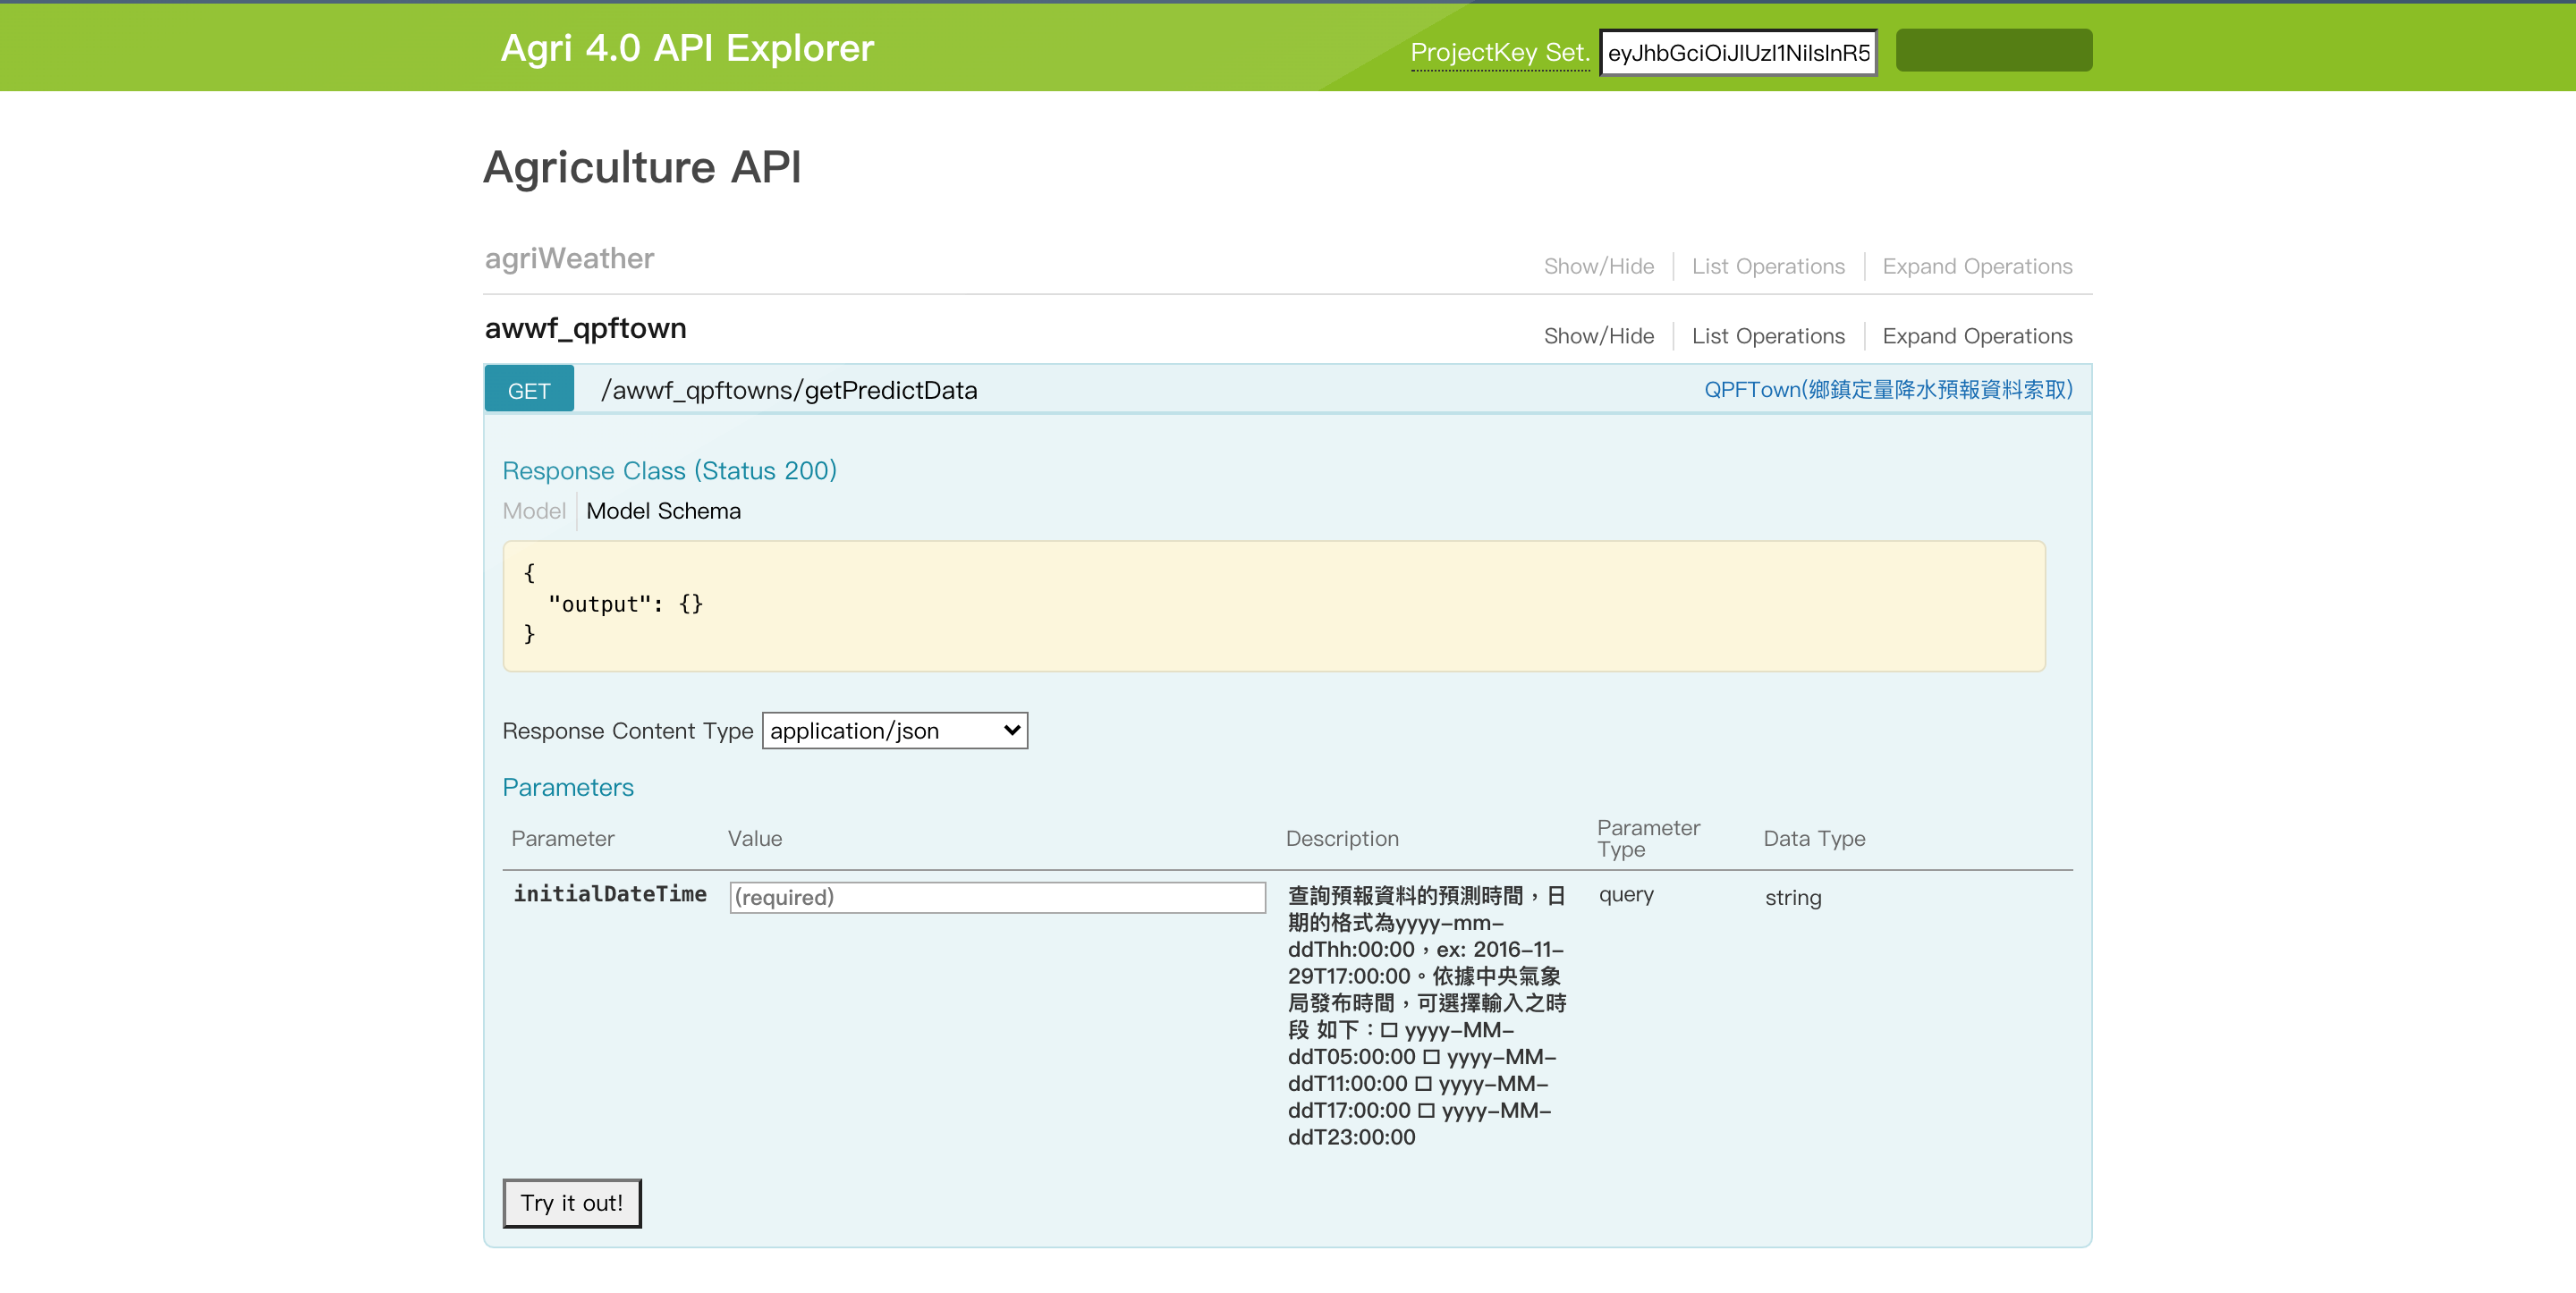 Agri 4.0 API Explorer
ProjectKey Set. eyJhbGciOiJIUzI1NiIsInR5
Agriculture API
agriWeather Show/Hide List Operations Expand Operations
awwf_qpftown Show/Hide List Operations Expand Operations
GET /awwf_qpftowns/getPredictData QPFTown(鄉鎮定量降水預報資料索取)
Response Class (Status 200)
Model Model Schema
{
"output": {}
}
Response Content Type application/json
Parameters
Parameter Value Description Parameter Type Data Type
initialDateTime (required) 查詢預報資料的預測時間，日 query string
期的格式為yyyy-mm-
ddThh:00:00，ex: 2016-11-
29T17:00:00。依據中央氣象
局發布時間，可選擇輸入之時
段 如下：□ yyyy-MM-
ddT05:00:00 □ yyyy-MM-
ddT11:00:00 □ yyyy-MM-
ddT17:00:00 □ yyyy-MM-
ddT23:00:00
Try it out!